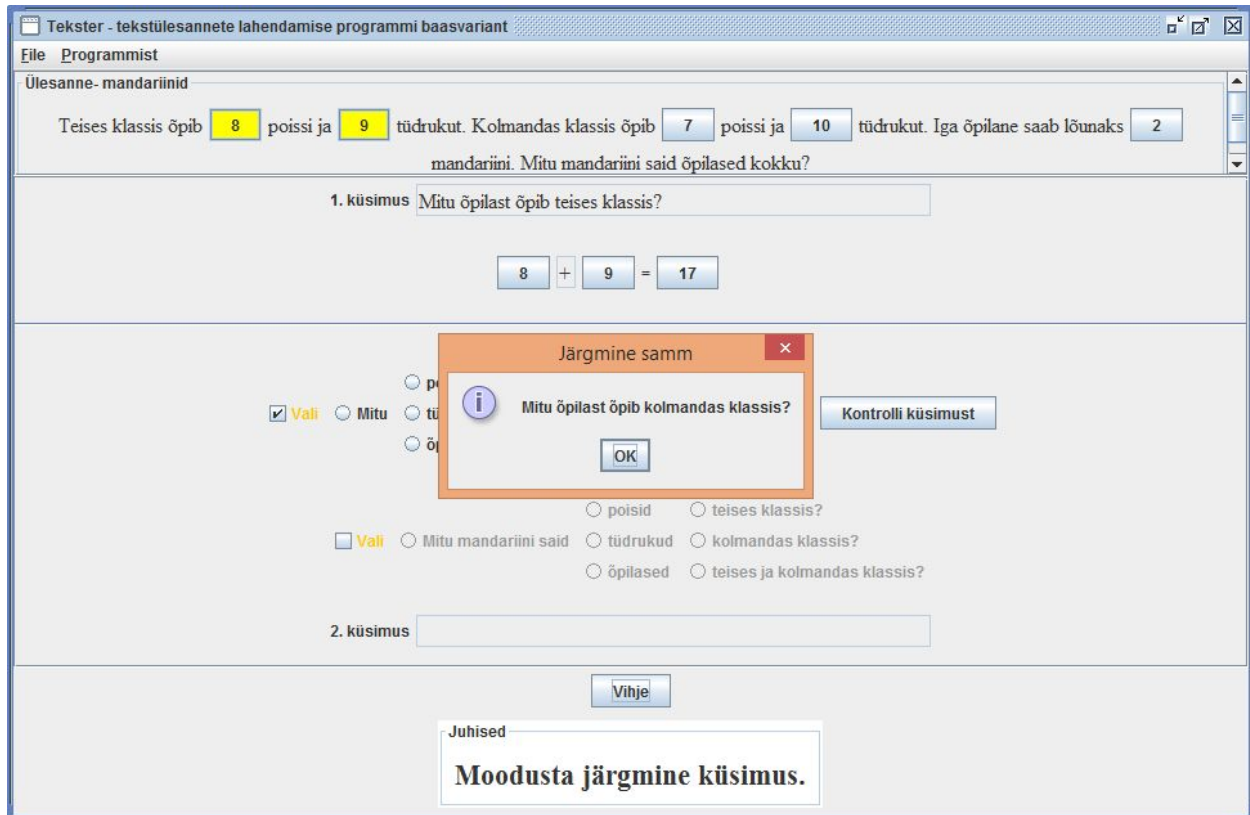 Tekster - tekstülesannete lahendamise programmi baasvariant
File Programmist
Ülesanne- mandariinid
Teises klassis õpib 8 poissi ja 9 tüdrukut. Kolmandas klassis õpib 7 poissi ja 10 tüdrukut. Iga õpilane saab lõunaks 2
mandariini. Mitu mandariini said õpilased kokku?
1. küsimus Mitu õpilast õpib teises klassis?
8 + 9 = 17
Järgmine samm
Mitu õpilast õpib kolmandas klassis?
OK
Vali Mitu
Kontrolli küsimust
poisid teises klassis?
Vali Mitu mandariini said tüdrukud kolmandas klassis?
õpilased teises ja kolmandas klassis?
2. küsimus
Vihje
Juhised
Moodusta järgmine küsimus.